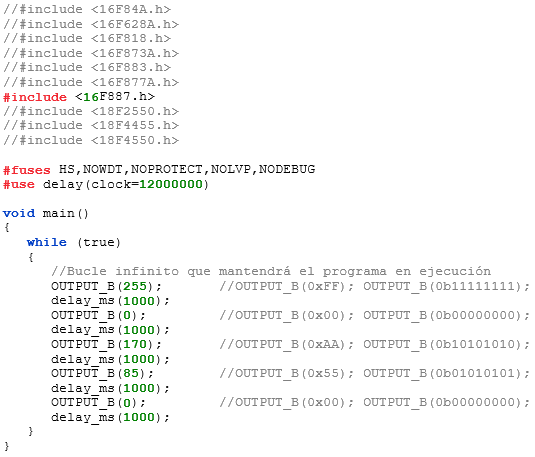 //#include <16F84A.h>
//#include <16F628A.h>
//#include <16F818.h>
//#include <16F873A.h>
//#include <16F883.h>
//#include <16F877A.h>
#include <16F887.h>
//#include <18F2550.h>
//#include <18F4455.h>
//#include <18F4550.h>

#fuses HS,NOWDT,NOPROTECT,NOLVP,NODEBUG
#use delay(clock=12000000)

void main()
{
   while (true)
   {
      //Bucle infinito que mantendrá el programa en ejecución
      OUTPUT_B(255);       //OUTPUT_B(0xFF); OUTPUT_B(0b11111111);
      delay_ms(1000);
      OUTPUT_B(0);         //OUTPUT_B(0x00); OUTPUT_B(0b00000000);
      delay_ms(1000);
      OUTPUT_B(170);       //OUTPUT_B(0xAA); OUTPUT_B(0b10101010);
      delay_ms(1000);
      OUTPUT_B(85);        //OUTPUT_B(0x55); OUTPUT_B(0b01010101);
      delay_ms(1000);
      OUTPUT_B(0);         //OUTPUT_B(0x00); OUTPUT_B(0b00000000);
      delay_ms(1000);
   }
}